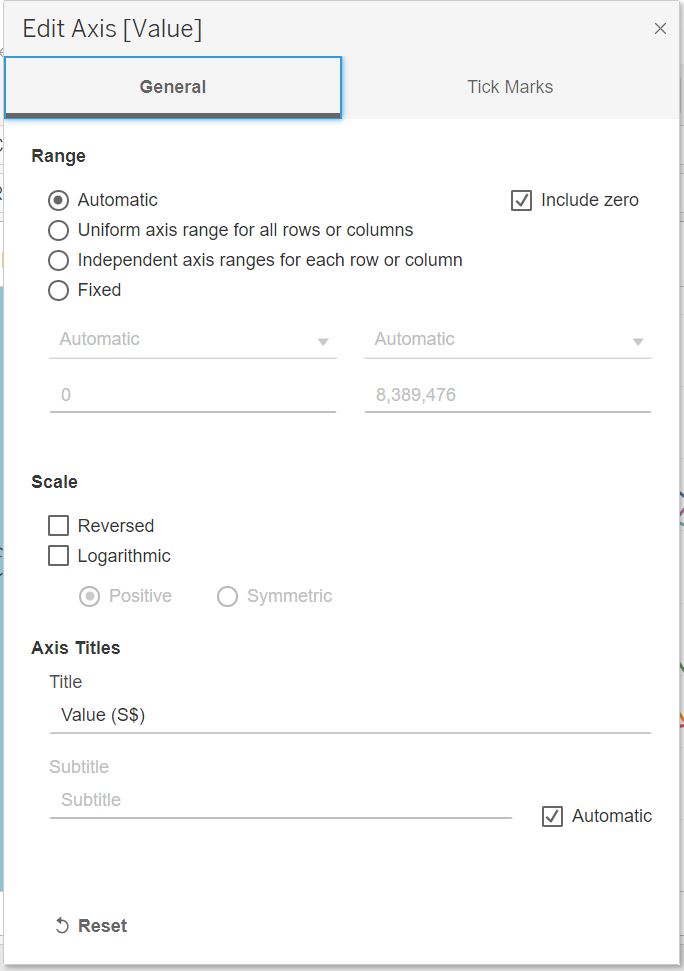 Edit Axis [Value]
General
Tick Marks
Range
Automatic
Include zero
Uniform axis range for all rows or columns
Independent axis ranges for each row or column
Fixed
Automatic
Automatic
0
8,389,476
Scale
Reversed
Logarithmic
Positive
Symmetric
Axis Titles
Title
Value (S$)
Subtitle
Subtitle
Automatic
Reset